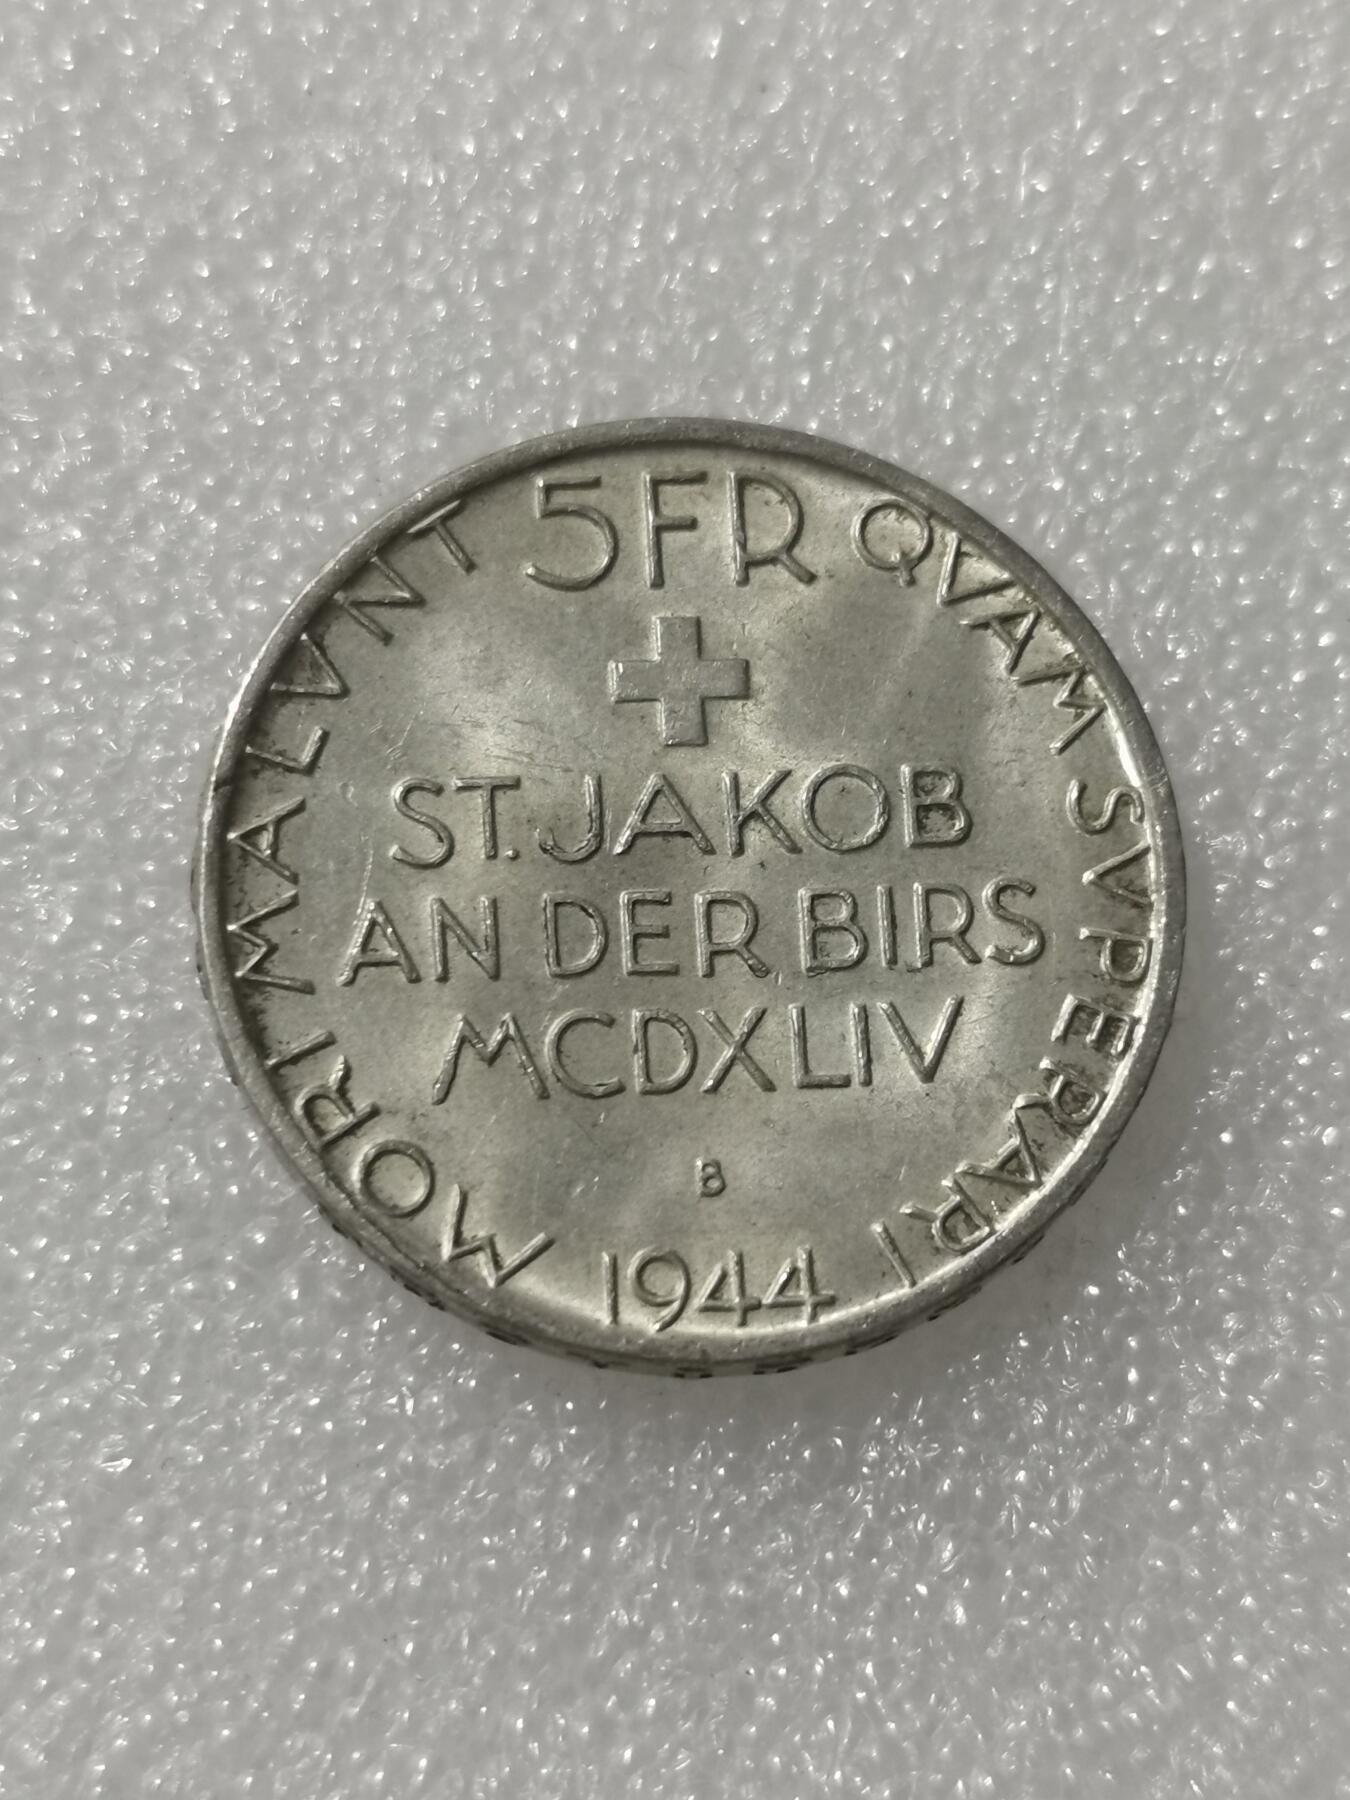 5FR
MORI MALVNT QVAM SVPERARI
ST. JAKOB
AN DER BIRS
MCDXLIV
B
1944